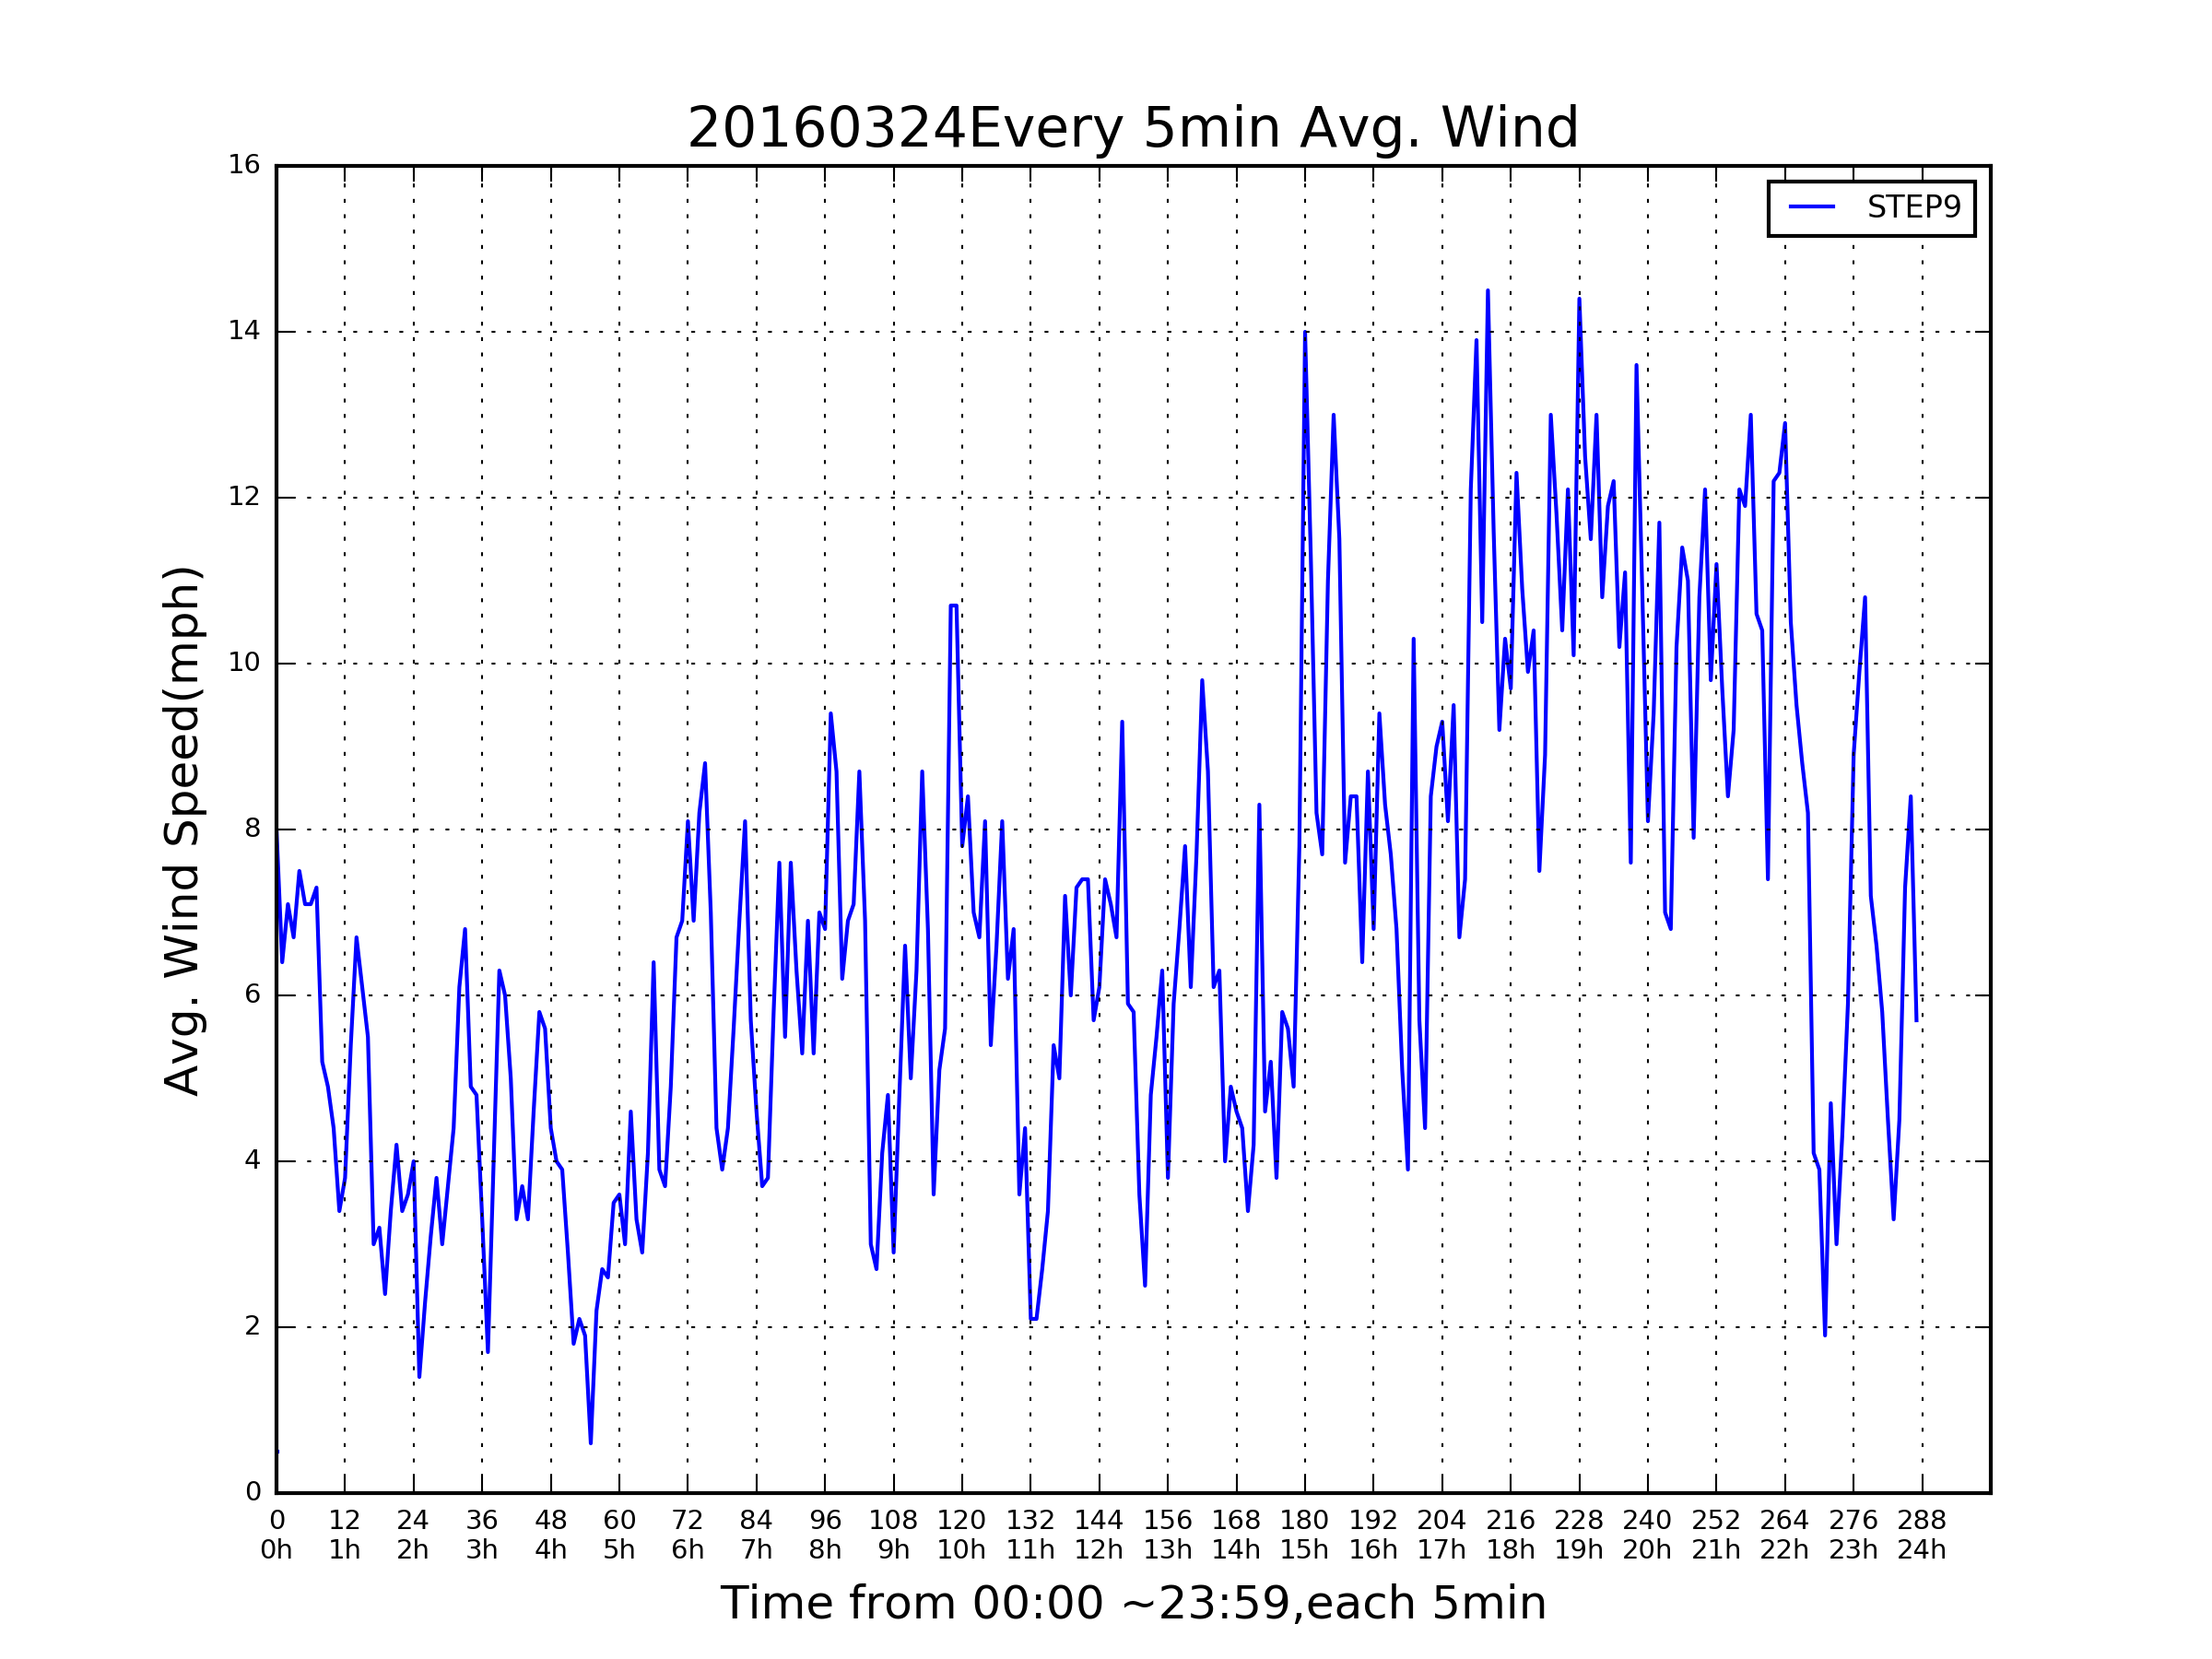 20160324Every 5min Avg. Wind
STEP9
Avg. Wind Speed(mph)
16
14
12
10
8
6
4
2
0
0 12 24 36 48 60 72 84 96 108 120 132 144 156 168 180 192 204 216 228 240 252 264 276 288
0h 1h 2h 3h 4h 5h 6h 7h 8h 9h 10h 11h 12h 13h 14h 15h 16h 17h 18h 19h 20h 21h 22h 23h 24h
Time from 00:00 ~23:59,each 5min